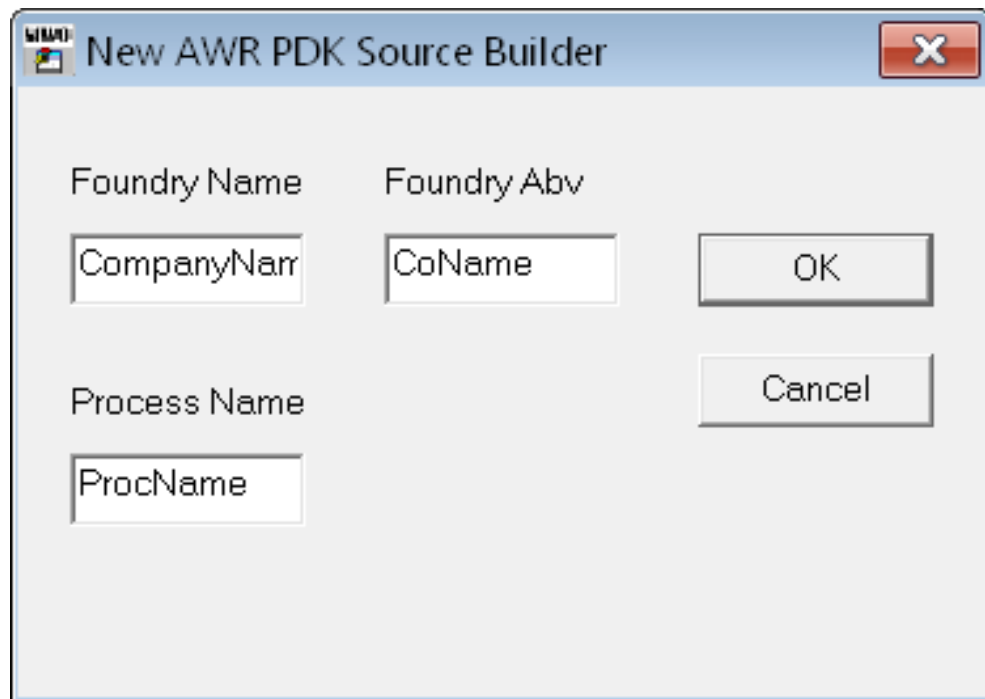 New AWR PDK Source Builder
Foundry Name
Foundry Abv
CompanyNam
CoName
OK
Cancel
Process Name
ProcName